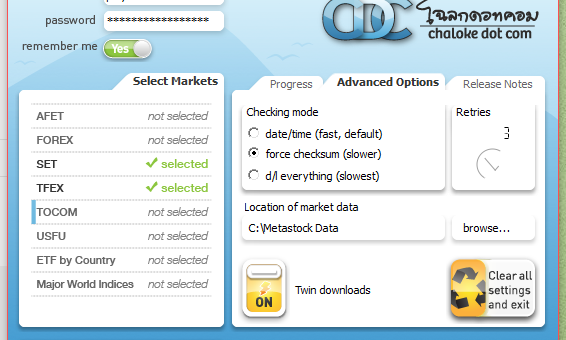 password
****************
remember me
Yes
CDC
โฉลกดอทคอม
chaloke dot com
Select Markets
AFET not selected
FOREX not selected
SET selected
TFEX selected
TOCOM not selected
USFU not selected
ETF by Country not selected
Major World Indices not selected
Progress
Advanced Options
Release Notes
Checking mode
date/time (fast, default)
force checksum (slower)
d/l everything (slowest)
Retries
3
Location of market data
C:\Metastock Data
browse...
ON
Twin downloads
Clear all
settings
and exit